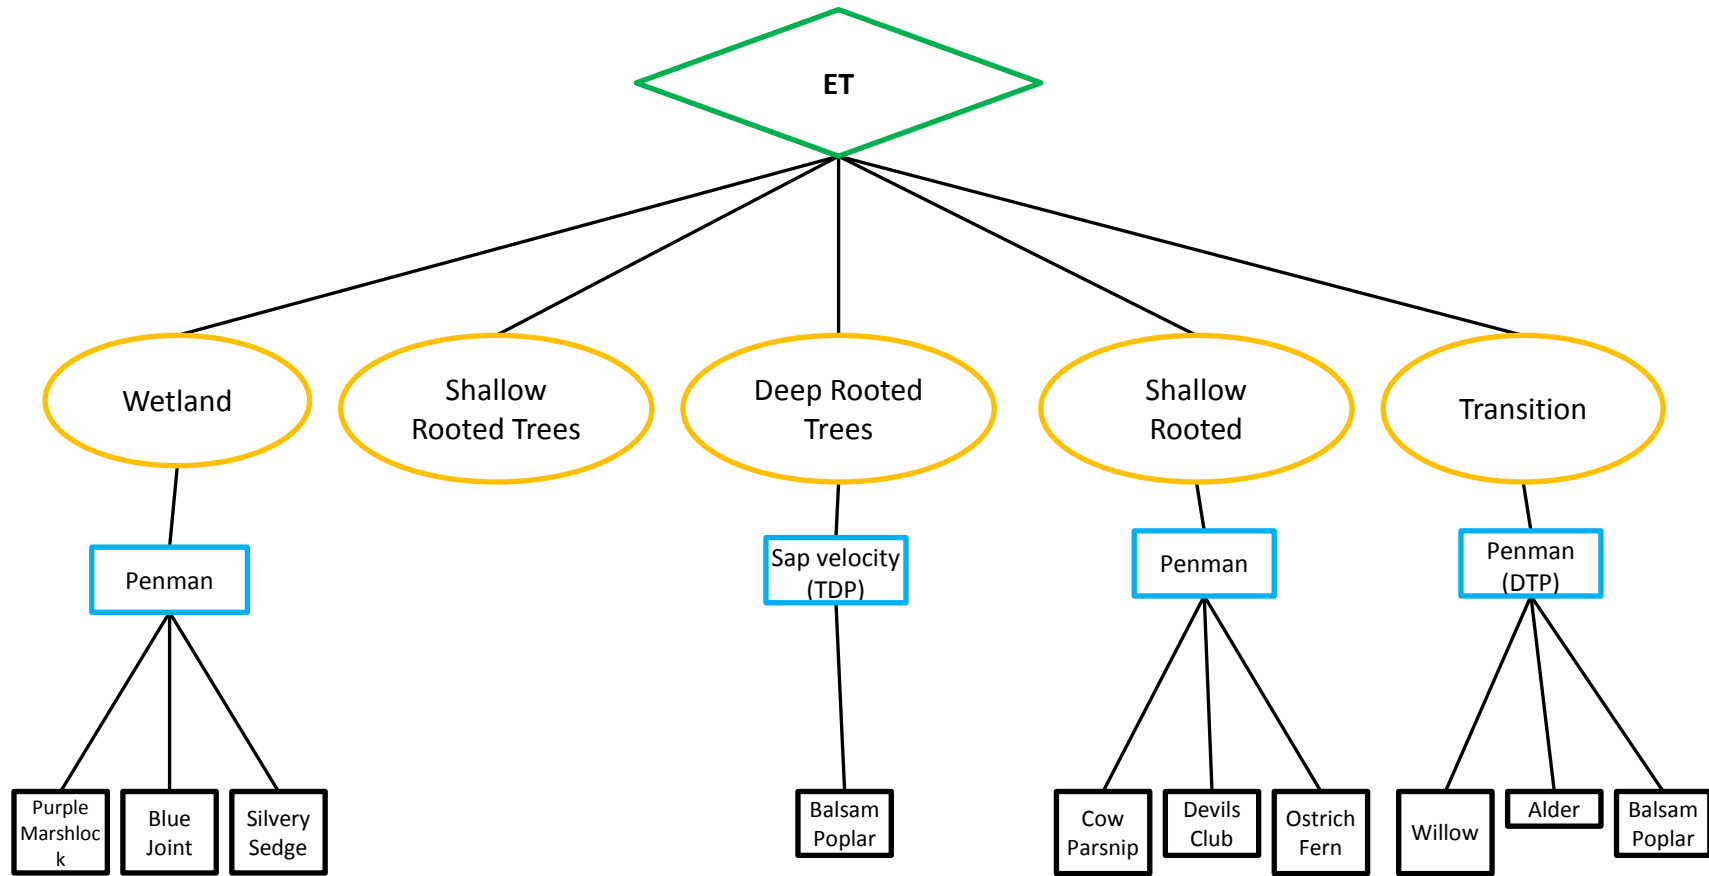 ET
Wetland
Shallow
Rooted Trees
Deep Rooted
Trees
Shallow
Rooted
Transition
Penman
Sap velocity
(TDP)
Penman
Penman
(DTP)
Purple
Marshloc
k
Blue
Joint
Silvery
Sedge
Balsam
Poplar
Cow
Parsnip
Devils
Club
Ostrich
Fern
Willow
Alder
Balsam
Poplar